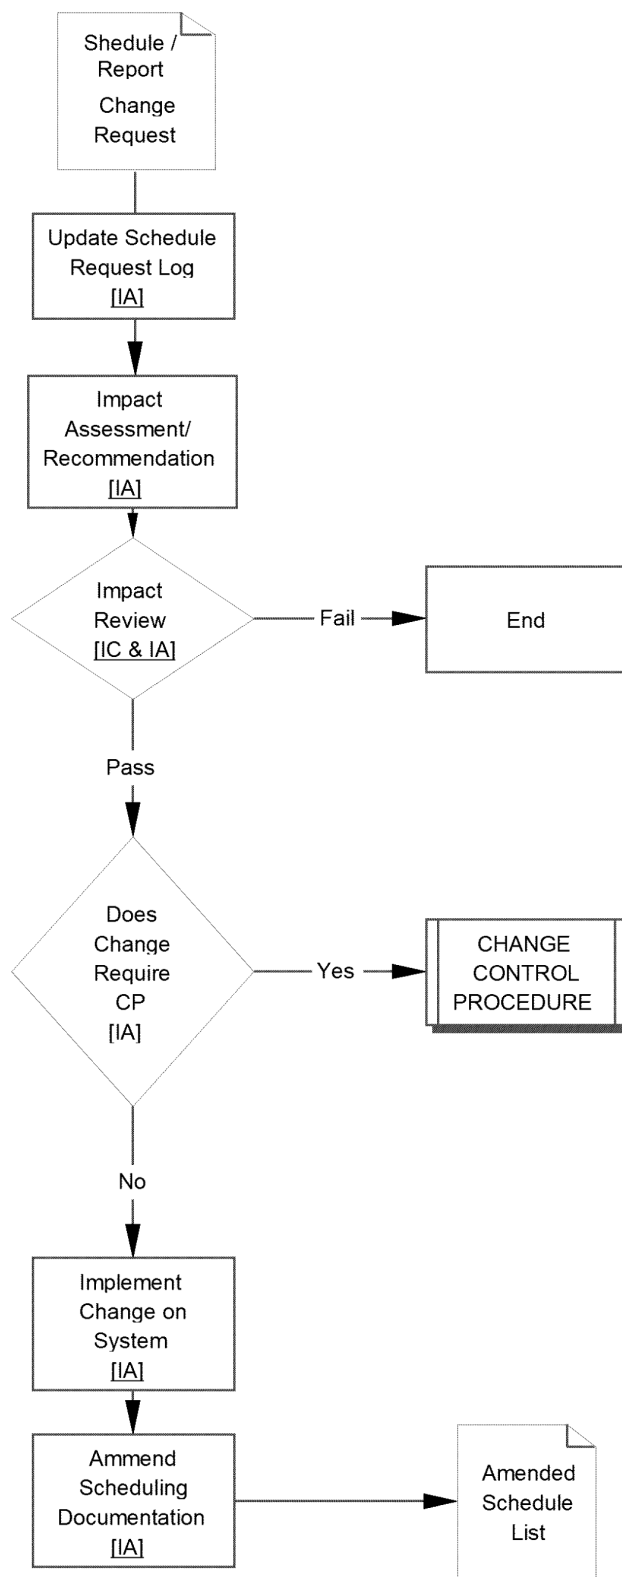 Shedule /
Report
Change
Request
Update Schedule
Request Log
[IA]
Impact
Assessment/
Recommendation
[IA]
Impact
Review
[IC & IA]
Fail
End
Pass
Does
Change
Require
CP
[IA]
Yes
CHANGE
CONTROL
PROCEDURE
No
Implement
Change on
System
[IA]
Ammend
Scheduling
Documentation
[IA]
Amended
Schedule
List